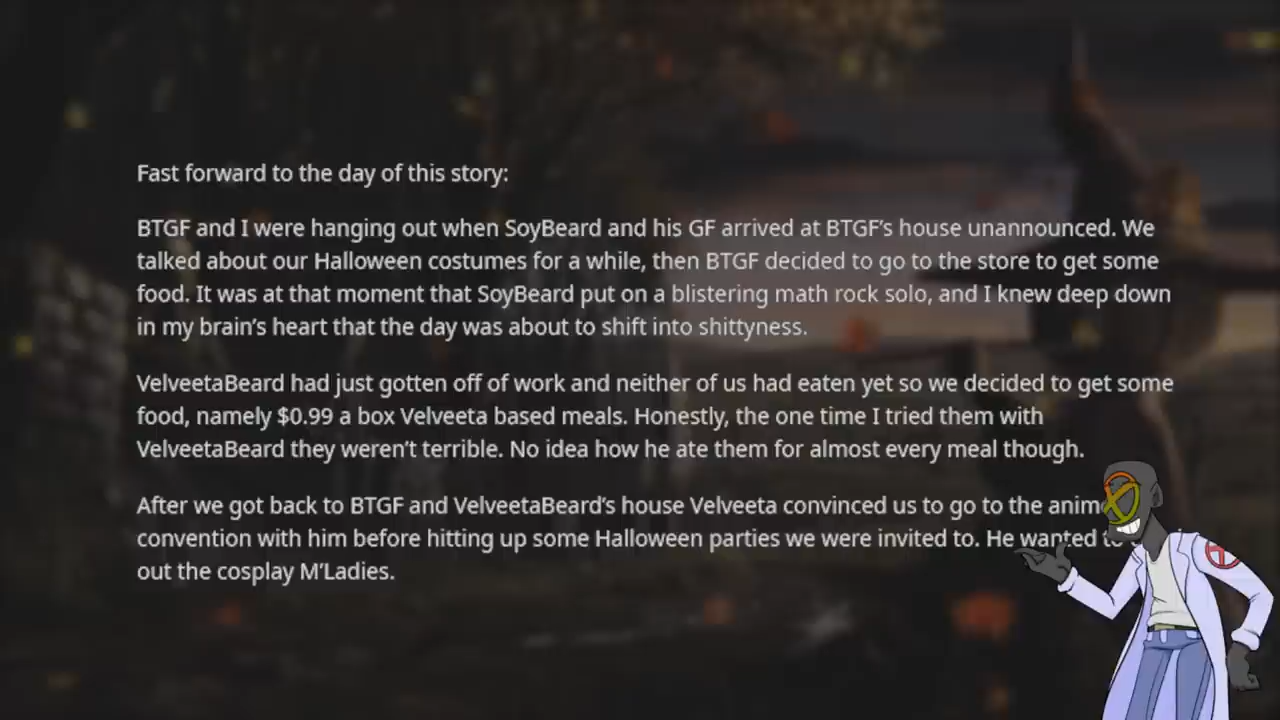 Fast forward to the day of this story:
BTGF and I were hanging out when SoyBeard and his GF arrived at BTGF’s house unannounced. We
talked about our Halloween costumes for a while, then BTGF decided to go to the store to get some
food. It was at that moment that SoyBeard put on a blistering math rock solo, and I knew deep down
in my brain’s heart that the day was about to shift into shittyness.
VelveetaBeard had just gotten off of work and neither of us had eaten yet so we decided to get some
food, namely $0.99 a box Velveeta based meals. Honestly, the one time I tried them with
VelveetaBeard they weren’t terrible. No idea how he ate them for almost every meal though.
After we got back to BTGF and VelveetaBeard’s house Velveeta convinced us to go to the
convention with him before hitting up some Halloween parties we were invited to. He wanted
out the cosplay M’Ladies.